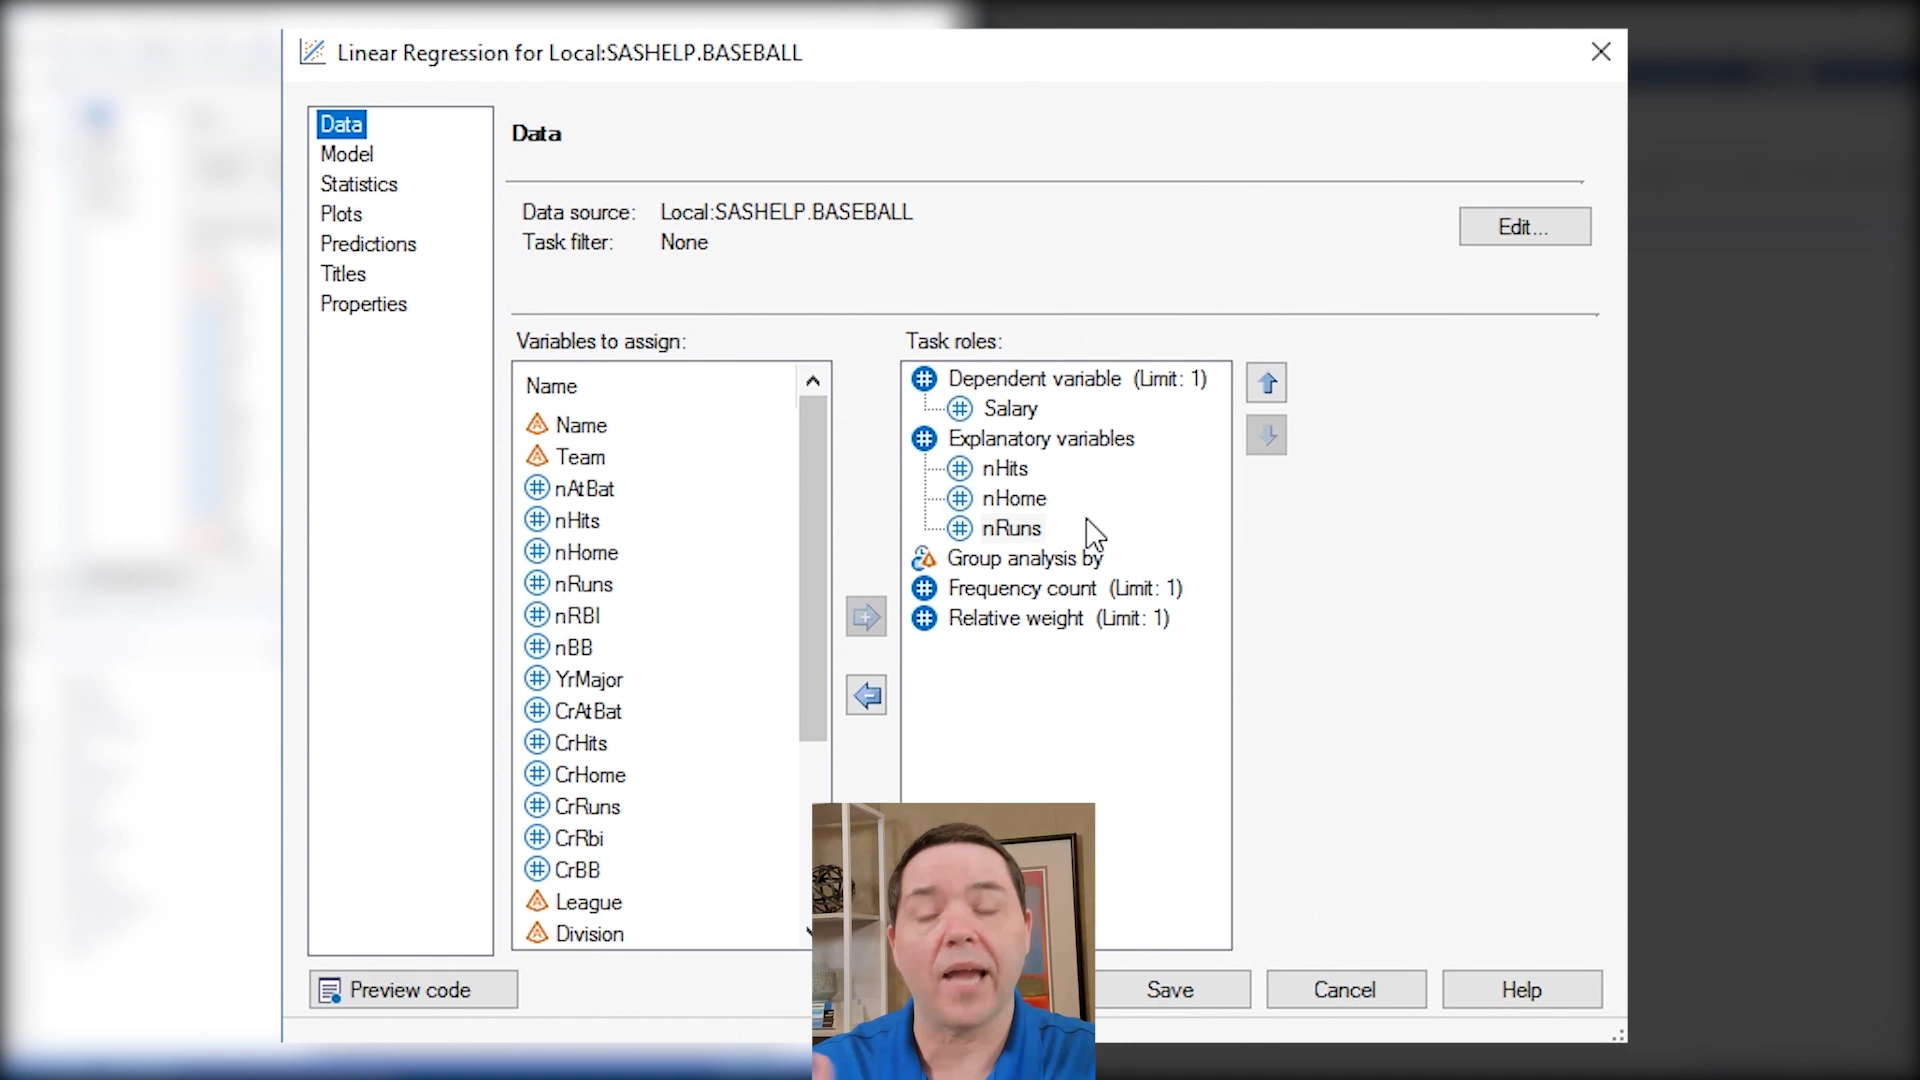 Linear Regression for Local:SASHELP.BASEBALL
Data
Model
Statistics
Plots
Predictions
Titles
Properties
Data
Data source: Local:SASHELP.BASEBALL
Task filter: None
Edit...
Variables to assign:
Name
Name
Team
nAtBat
nHits
nHome
nRuns
nRBI
nBB
YrMajor
CrAtBat
CrHits
CrHome
CrRuns
CrRbi
CrBB
League
Division
Task roles:
Dependent variable (Limit: 1)
Salary
Explanatory variables
nHits
nHome
nRuns
Group analysis by
Frequency count (Limit: 1)
Relative weight (Limit: 1)
Preview code
Save
Cancel
Help